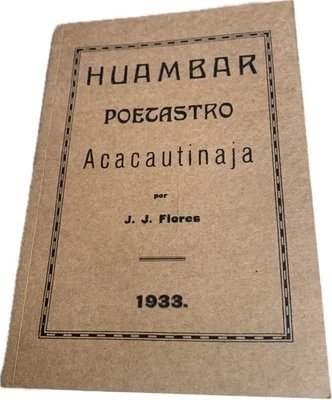 HUAMBAR
POETASTRO
Acacautinaja
por
J. J. Flores
1933.